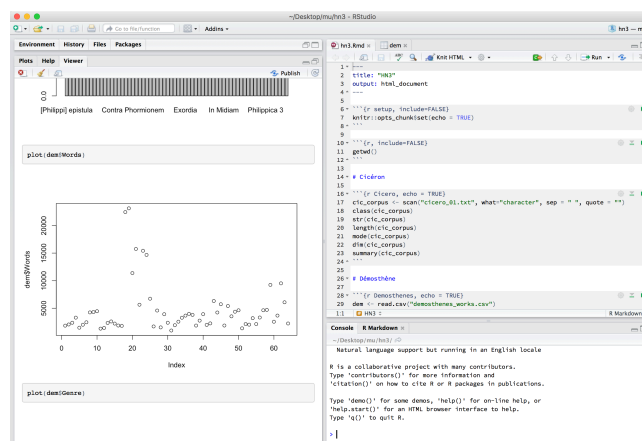 ~/Desktop/mu/hn3 - RStudio
Go to file/function
Addins
hn3 — m
Environment History Files Packages
Plots Help Viewer
Publish
0.0
[Philippi] epistula Contra Phormionem Exordia In Midiam Philippica 3
plot(dem$Words)
dem$Words
20000
15000
10000
5000
0 10 20 30 40 50 60
Index
plot(dem$Genre)
hn3.Rmd × dem ×
Knit HTML Run
1 ---
2 title: "HN3"
3 output: html_document
4 ---
5
6 ```{r setup, include=FALSE}
7 knitr::opts_chunk$set(echo = TRUE)
8 ```
9
10 ```{r, include=FALSE}
11 getwd()
12 ```
13
14 # Cicéron
15
16 ```{r Cicero, echo = TRUE}
17 cic_corpus <- scan("cicero_01.txt", what="character", sep = " ", quote = "")
18 class(cic_corpus)
19 str(cic_corpus)
20 length(cic_corpus)
21 mode(cic_corpus)
22 dim(cic_corpus)
23 summary(cic_corpus)
24 ```
25
26 # Démosthène
27
28 ```{r Demosthenes, echo = TRUE}
29 dem <- read.csv("demosthenes_works.csv")
1:1 HN3 R Markdown
Console R Markdown ×
~/Desktop/mu/hn3/
Natural language support but running in an English locale
R is a collaborative project with many contributors.
Type 'contributors()' for more information and
'citation()' on how to cite R or R packages in publications.
Type 'demo()' for some demos, 'help()' for on-line help, or
'help.start()' for an HTML browser interface to help.
Type 'q()' to quit R.
>